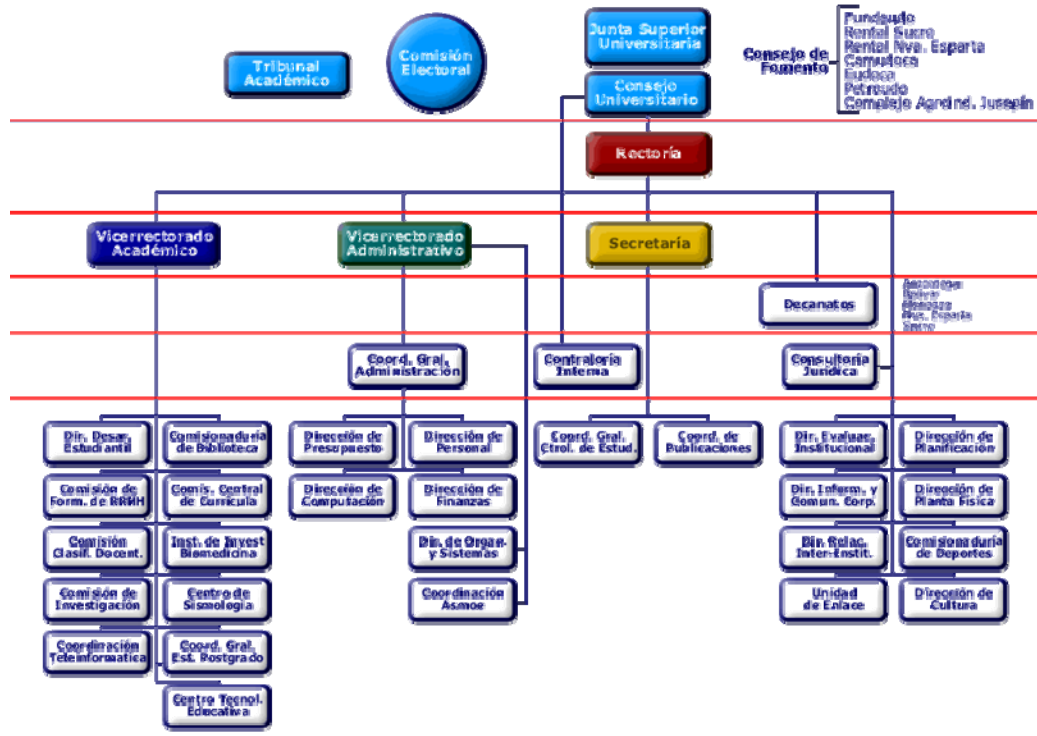 Tribunal
Académico
Comisión
Electoral
Junta Superior
Universitaria
Consejo
Universitario
Consejo de
Fomento
Fundaudo
Rental Sucre
Rental Nva. Esparta
Camudoca
Eudoca
Petroudo
Complejo Agroind. Jusepín
Rectoría
Vicerrectorado
Académico
Vicerrectorado
Administrativo
Secretaría
Decanatos
Nva. Esparta
Sucre
Coord. Gral.
Administración
Contraloría
Interna
Consultoría
Jurídica
Dir. Desar.
Estudiantil
Comisionaduría
de Biblioteca
Dirección de
Presupuesto
Dirección de
Personal
Coord. Gral.
Ctrol. de Estud.
Coord. de
Publicaciones
Dir. Evaluac.
Institucional
Dirección de
Planificación
Comisión de
Form. de RRHH
Comis. Central
de Currícula
Dirección de
Computación
Dirección de
Finanzas
Dir. Inform. y
Comun. Corp.
Dirección de
Planta Física
Comisión
Clasif. Docent.
Inst. de Invest
Biomedicina
Dir. de Organ.
y Sistemas
Dir. Relac.
Inter-Instit.
Comisionaduría
de Deportes
Comisión de
Investigación
Centro de
Sismología
Coordinación
Asmoe
Unidad
de Enlace
Dirección de
Cultura
Coordinación
Teleinformatica
Coord. Gral.
Est. Postgrado
Centro Tecnol.
Educativa